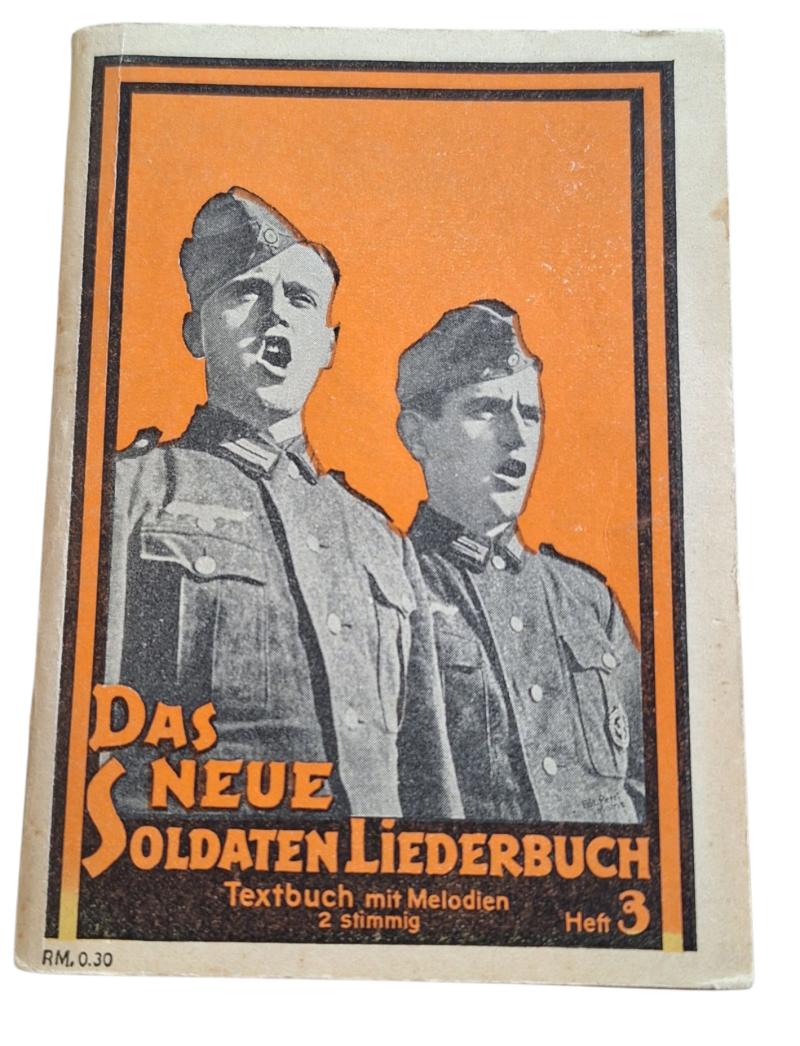 DAS
NEUE
SOLDATEN LiEDERBUCH
Textbuch mit Melodien
2 stimmig
Heft 3
RM. 0.30